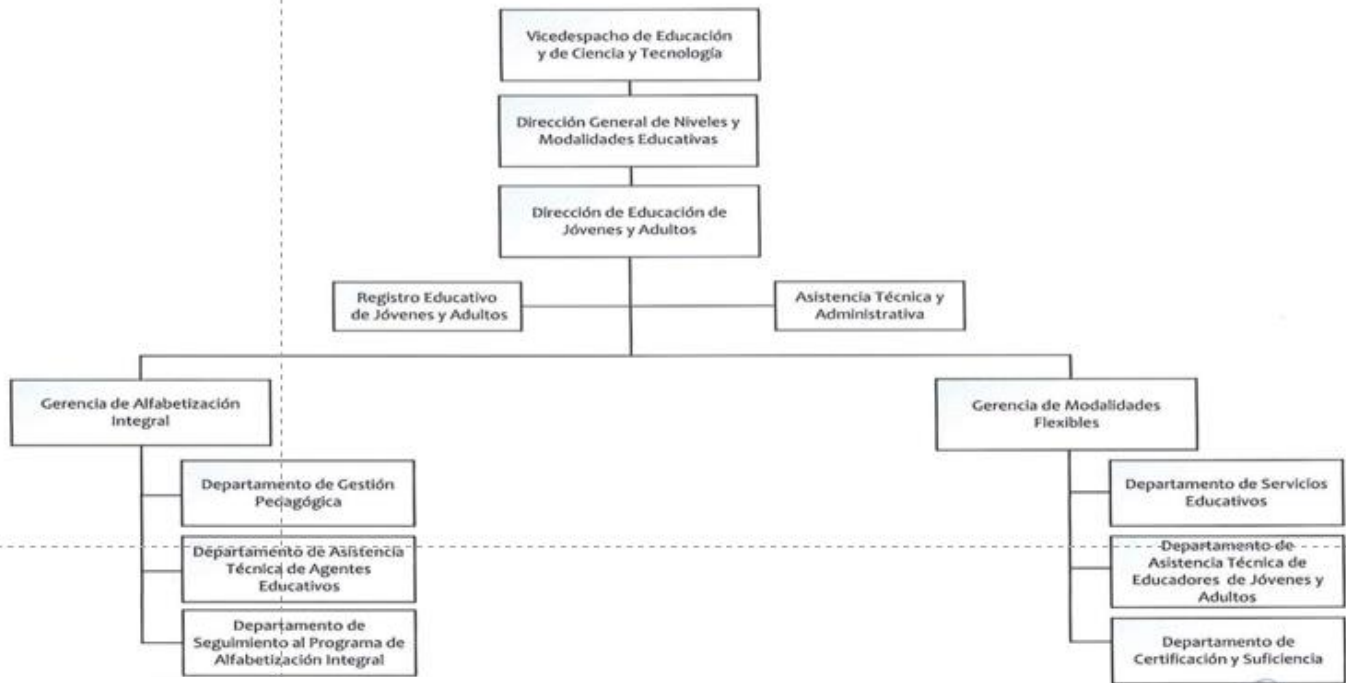 Vicedespacho de Educación
y de Ciencia y Tecnología
Dirección General de Niveles y
Modalidades Educativas
Dirección de Educación de
Jóvenes y Adultos
Registro Educativo
de Jóvenes y Adultos
Asistencia Técnica y
Administrativa
Gerencia de Alfabetización
Integral
Departamento de Gestión
Pedagógica
Departamento de Asistencia
Técnica de Agentes
Educativos
Departamento de
Seguimiento al Programa de
Alfabetización Integral
Gerencia de Modalidades
Flexibles
Departamento de Servicios
Educativos
Departamento de
Asistencia Técnica de
Educadores de Jóvenes y
Adultos
Departamento de
Certificación y Suficiencia